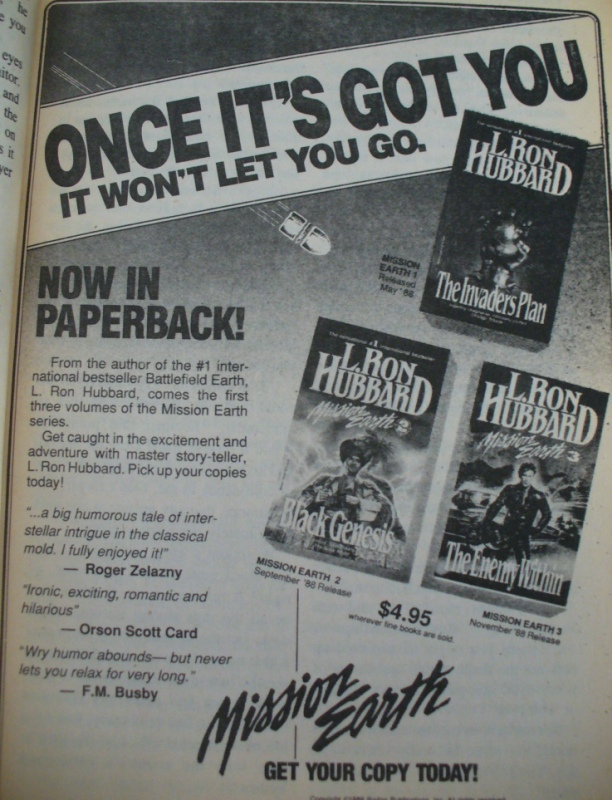 he
you
eyes
and
the
on
ONCE IT'S GOT YOU
IT WON'T LET YOU GO.
NOW IN
PAPERBACK!
From the author of the #1 inter-
national bestseller Battlefield Earth,
L. Ron Hubbard, comes the first
three volumes of the Mission Earth
series.
Get caught in the excitement and
adventure with master story-teller,
L. Ron Hubbard. Pick up your copies
today!
"...a big humorous tale of inter-
stellar intrigue in the classical
mold. I fully enjoyed it!"
— Roger Zelazny
"Ironic, exciting, romantic and
hilarious"
— Orson Scott Card
"Wry humor abounds— but never
lets you relax for very long."
— F.M. Busby
L. RON
HUBBARD
The Invaders Plan
MISSION
EARTH 1
Released
May '88
L. RON
HUBBARD
Mission Earth 2
Black Genesis
MISSION EARTH 2
September '88 Release
L. RON
HUBBARD
Mission Earth 3
The Enemy Within
MISSION EARTH 3
November '88 Release
$4.95
wherever fine books are sold.
Mission
Earth
GET YOUR COPY TODAY!